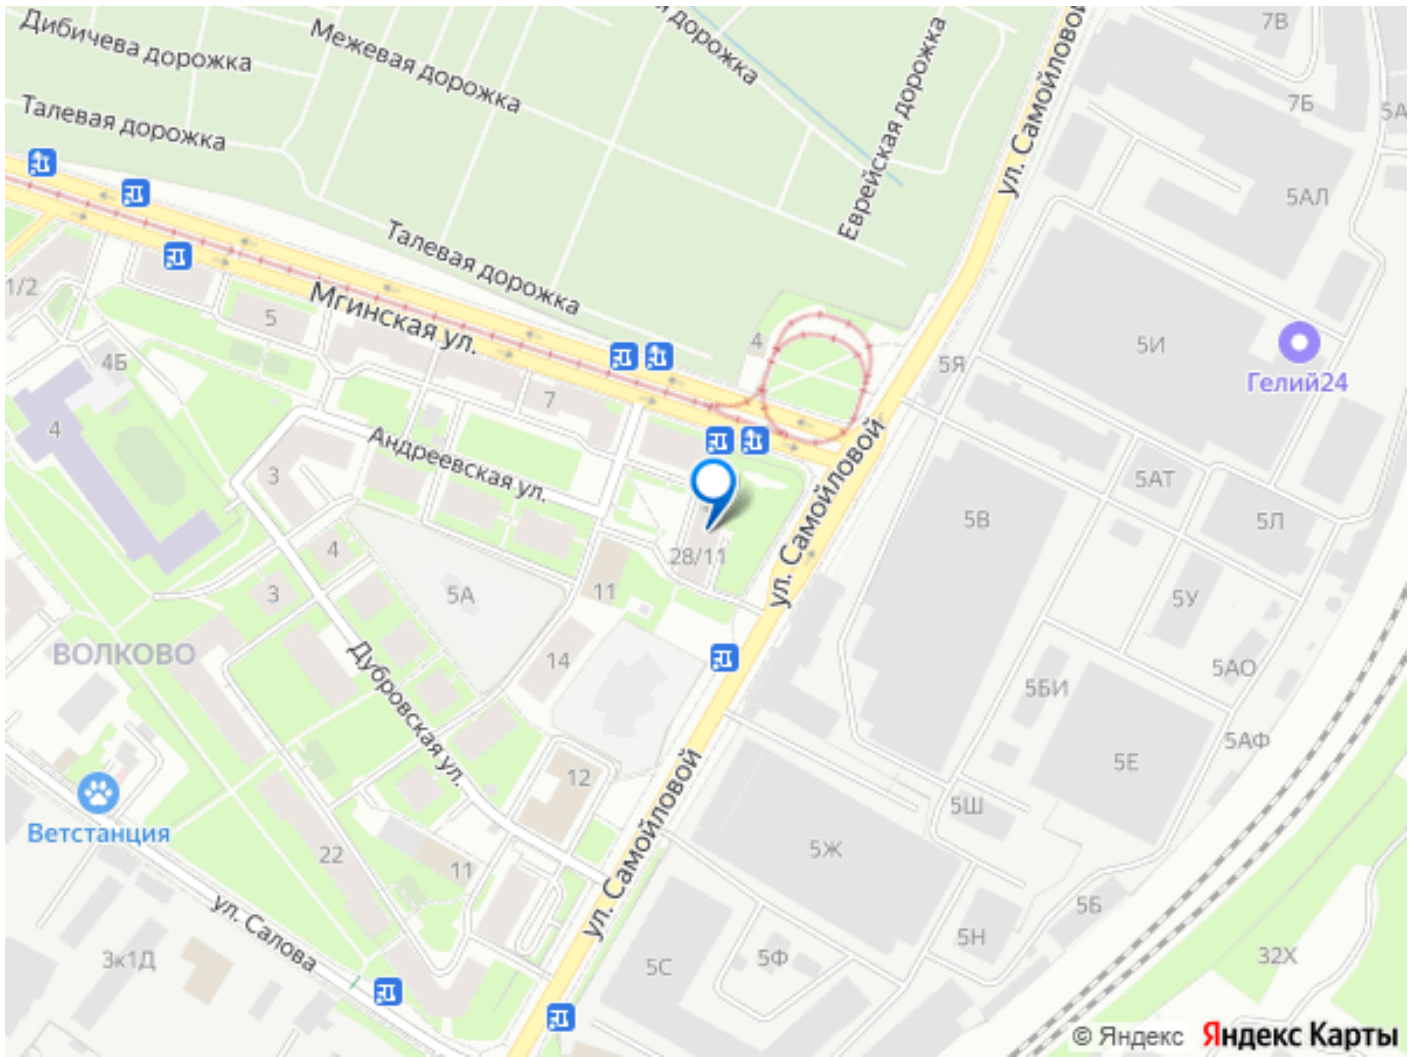 Дибичева дорожка
Межевая дорожка
дорожка
Еврейская дорожка
ул. Самойловой
7В
7Б
5А
Талевая дорожка
5АЛ
Талевая дорожка
1/2
Мгинская ул.
5
4
5И
5Я
Гелий24
4Б
7
4
Андреевская ул.
3
5АТ
ул. Самойловой
5В
5Л
28/11
4
3
5А
11
5У
ВОЛКОВО
14
5АО
5БИ
Дубровская ул.
5АФ
5Е
12
Ветстанция
5Ш
22
11
5Ж
ул. Самойловой
5Б
ул. Салова
5Н
3к1Д
5С
5Ф
32Х
© Яндекс Яндекс Карты